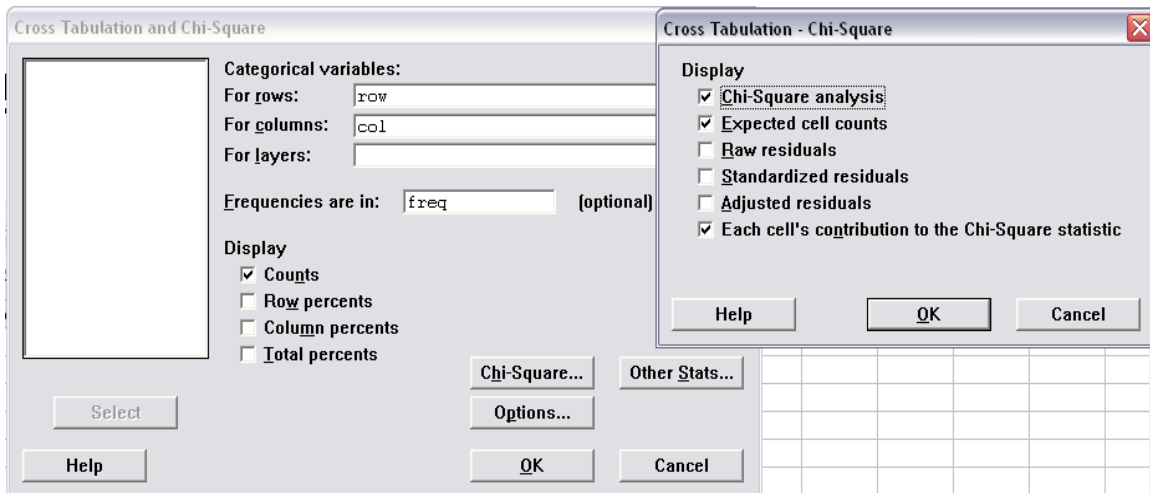 Cross Tabulation and Chi-Square
Categorical variables:
For rows: row
For columns: col
For layers:
Frequencies are in: freq (optional)
Display
Counts
Row percents
Column percents
Total percents
Chi-Square... Other Stats...
Select Options...
Help OK Cancel
Cross Tabulation - Chi-Square
Display
Chi-Square analysis
Expected cell counts
Raw residuals
Standardized residuals
Adjusted residuals
Each cell's contribution to the Chi-Square statistic
Help OK Cancel